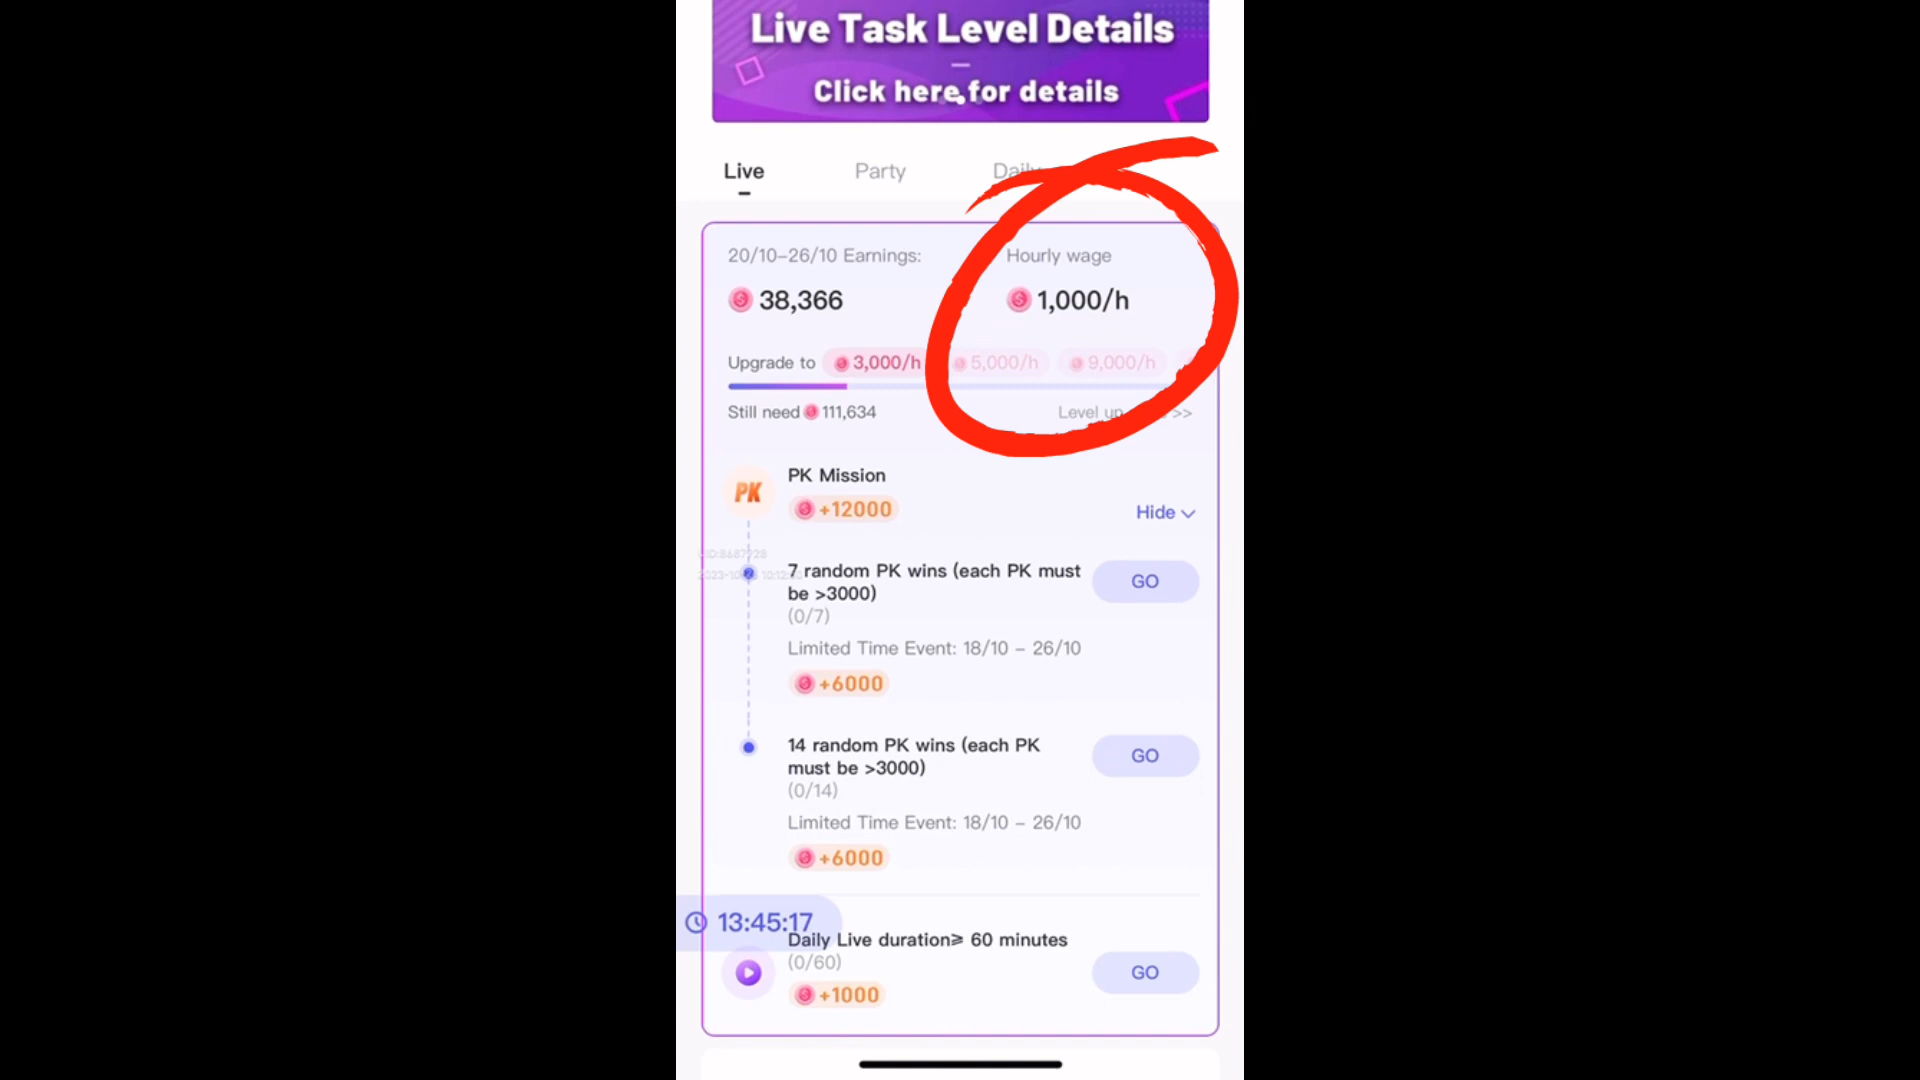 Live Task Level Details
Click here for details
Live Party Daily
20/10-26/10 Earnings: Hourly wage
38,366 1,000/h
Upgrade to 3,000/h 5,000/h 9,000/h
Still need 111,634 Level up >>
PK Mission
PK
+12000
Hide
7 random PK wins (each PK must
be >3000)
GO
(0/7)
Limited Time Event: 18/10 - 26/10
+6000
14 random PK wins (each PK
must be >3000)
GO
(0/14)
Limited Time Event: 18/10 - 26/10
+6000
13:45:17
Daily Live duration≥ 60 minutes
(0/60)
GO
+1000